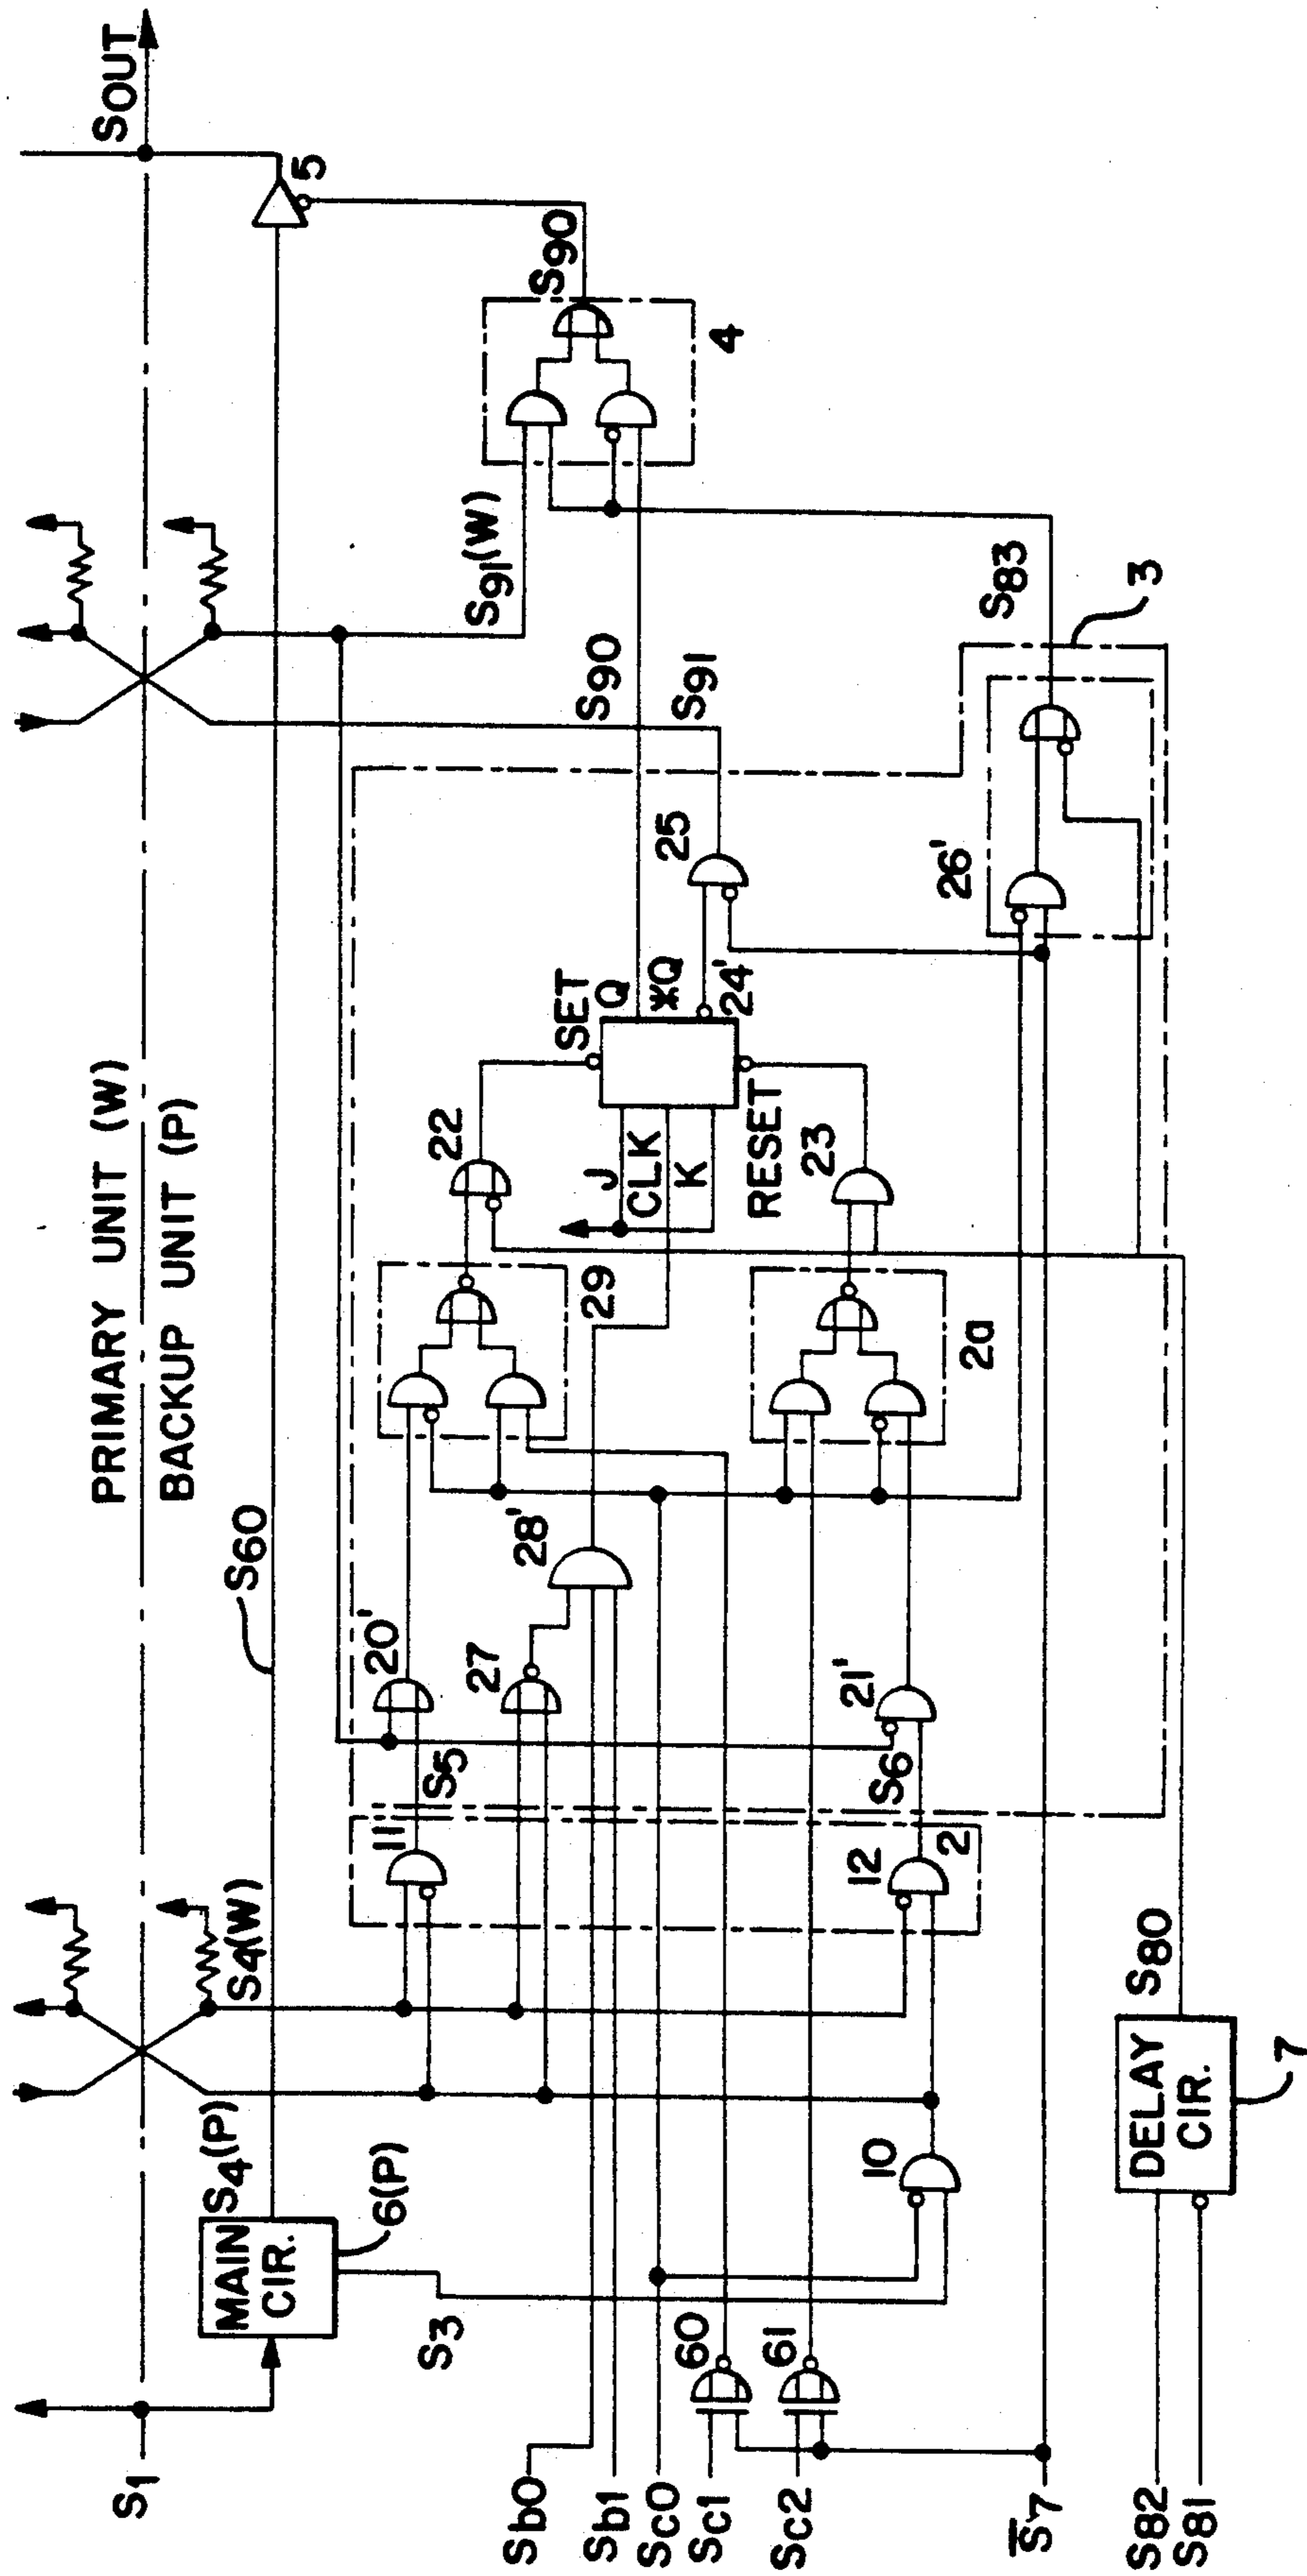 PRIMARY UNIT (W)
BACKUP UNIT (P)
S1
MAIN CIR.
6(P)
S3
S4(P)
S4(W)
S60
SOUT
5
S91(W)
S90
4
S90
S91
S83
3
Sb0
Sb1
Sc0
Sc1
Sc2
S̅7
S82
S81
60
61
10
DELAY CIR.
7
S80
11
12
2
S5
S6
20'
27
21'
28'
29
2a
22
23
J
CLK
K
SET
RESET
Q
*Q
24'
25
26'